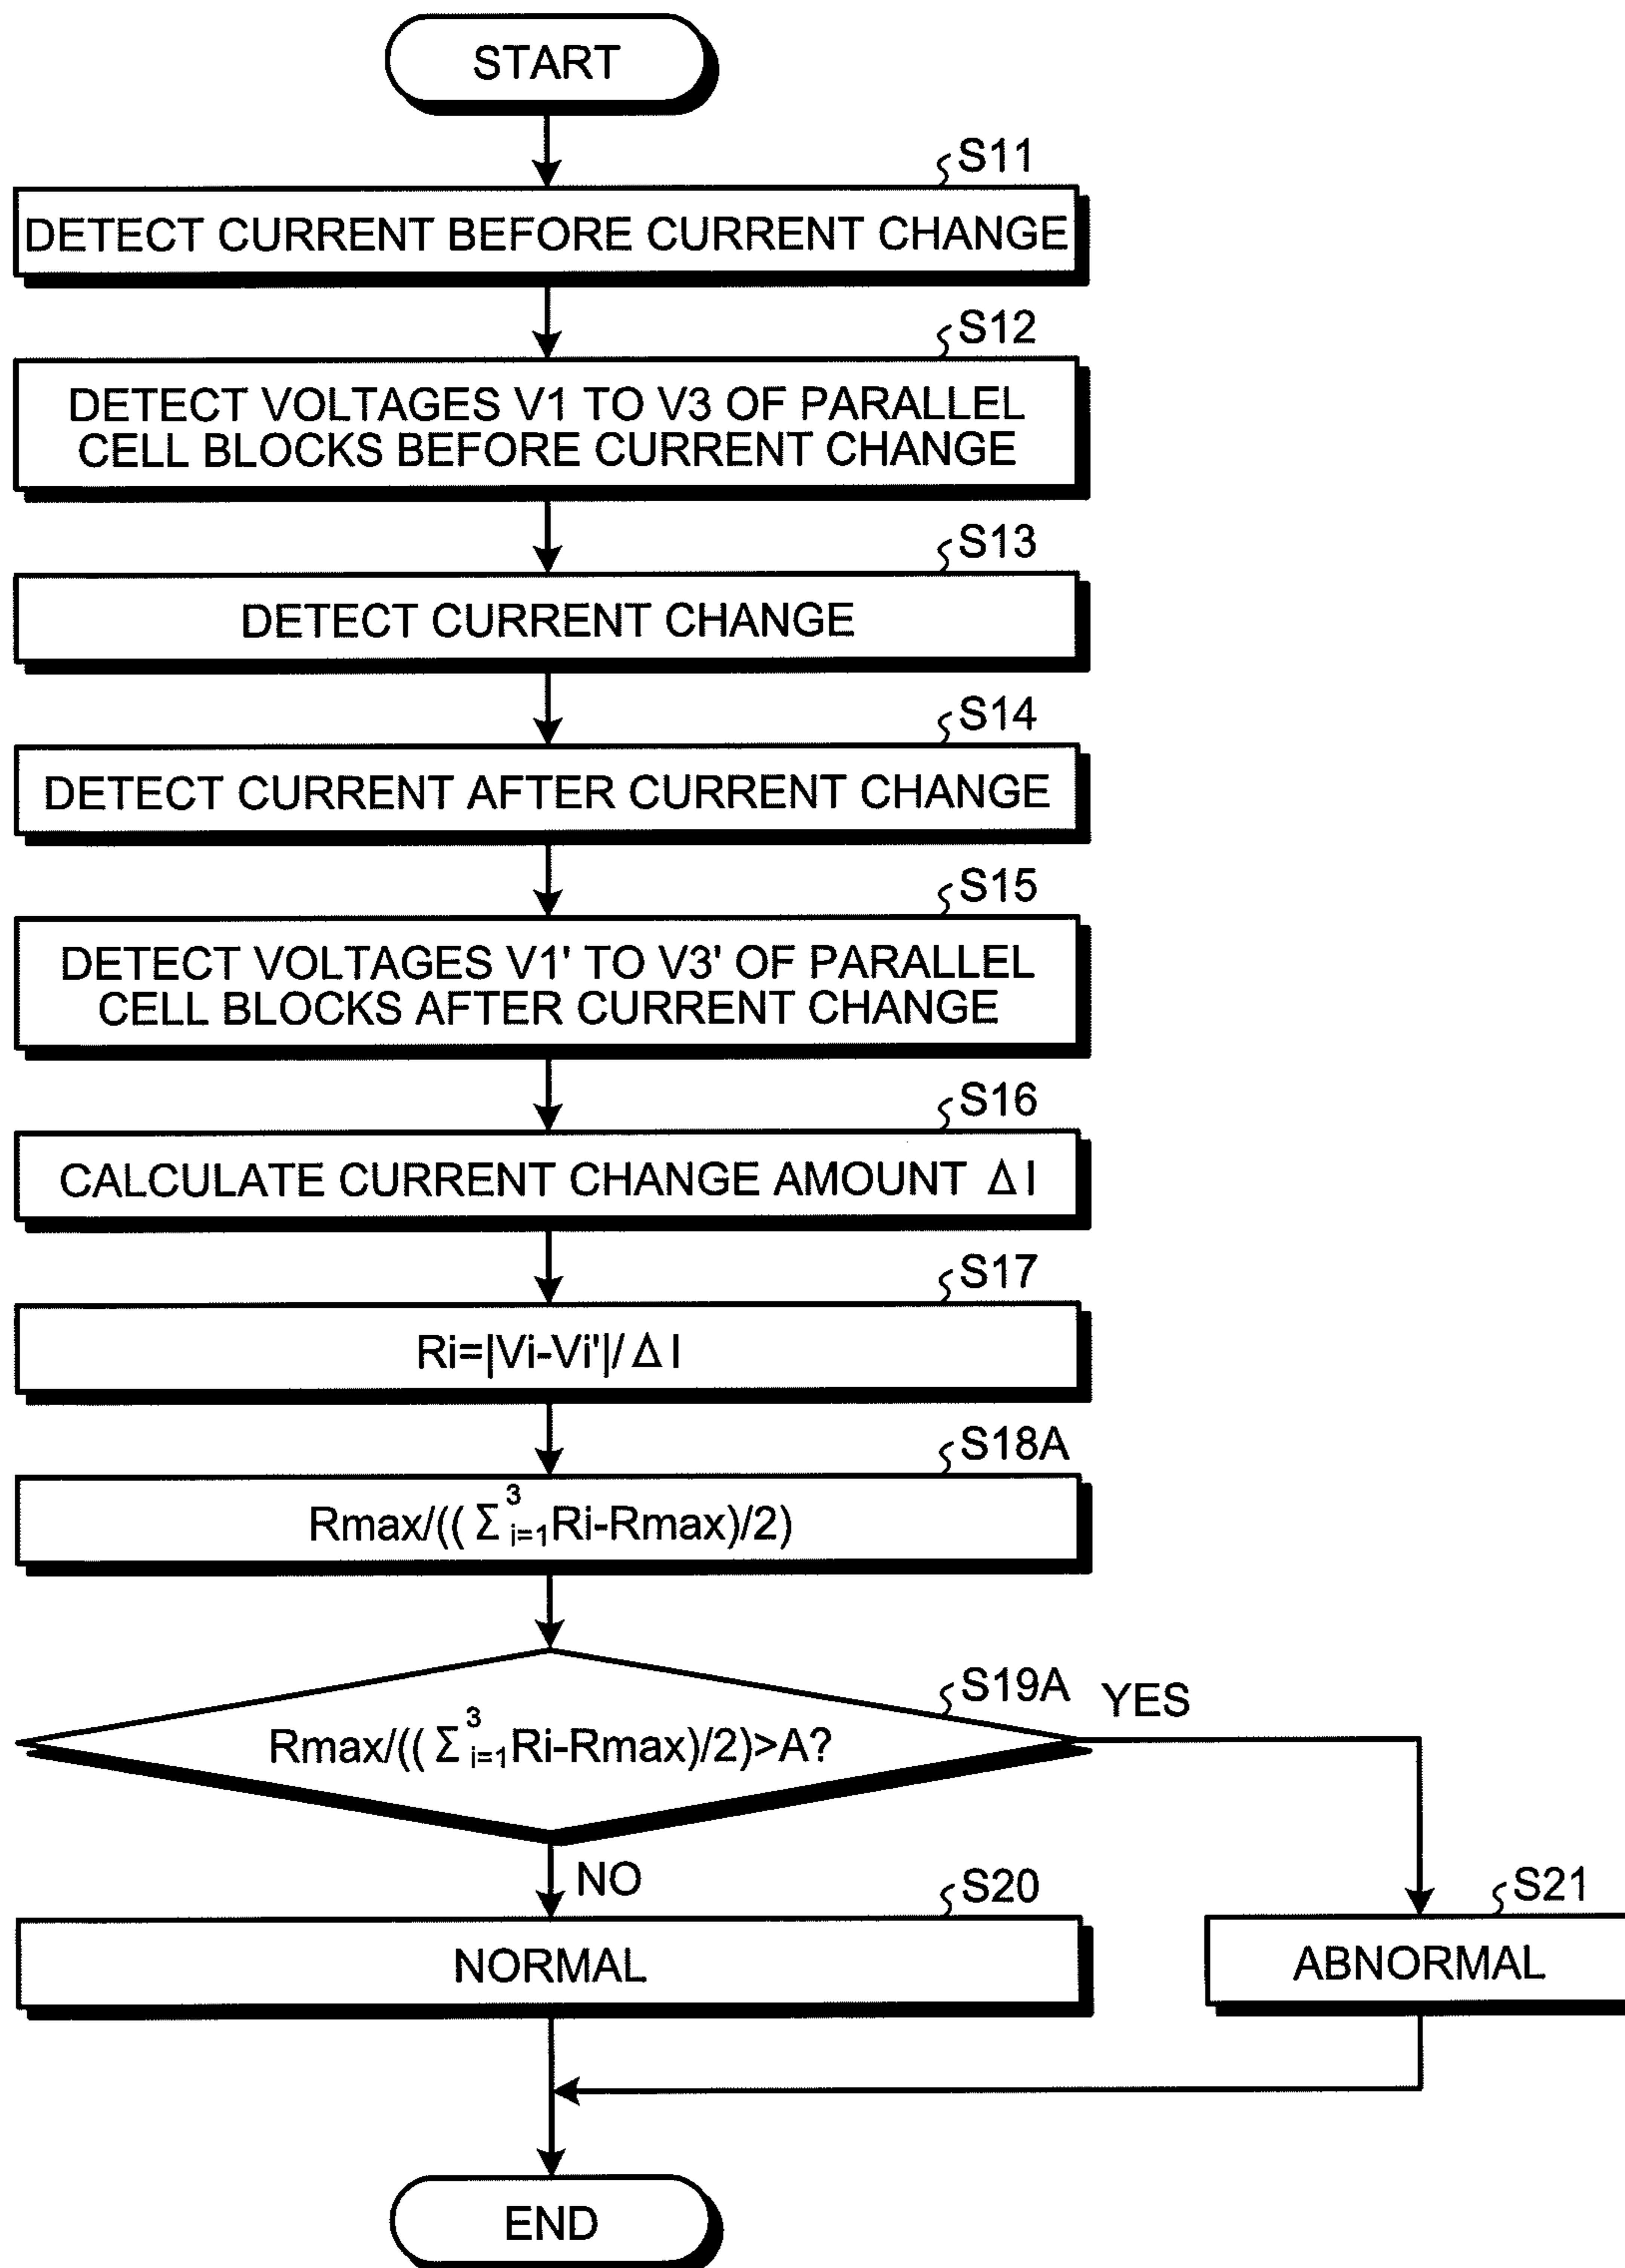 START
S11
DETECT CURRENT BEFORE CURRENT CHANGE
S12
DETECT VOLTAGES V1 TO V3 OF PARALLEL
CELL BLOCKS BEFORE CURRENT CHANGE
S13
DETECT CURRENT CHANGE
S14
DETECT CURRENT AFTER CURRENT CHANGE
S15
DETECT VOLTAGES V1' TO V3' OF PARALLEL
CELL BLOCKS AFTER CURRENT CHANGE
S16
CALCULATE CURRENT CHANGE AMOUNT ΔI
S17
Ri=|Vi-Vi'|/ΔI
S18A
Rmax/((Σ³ᵢ₌₁Ri-Rmax)/2)
S19A
YES
Rmax/((Σ³ᵢ₌₁Ri-Rmax)/2)>A?
NO
S20
S21
NORMAL
ABNORMAL
END